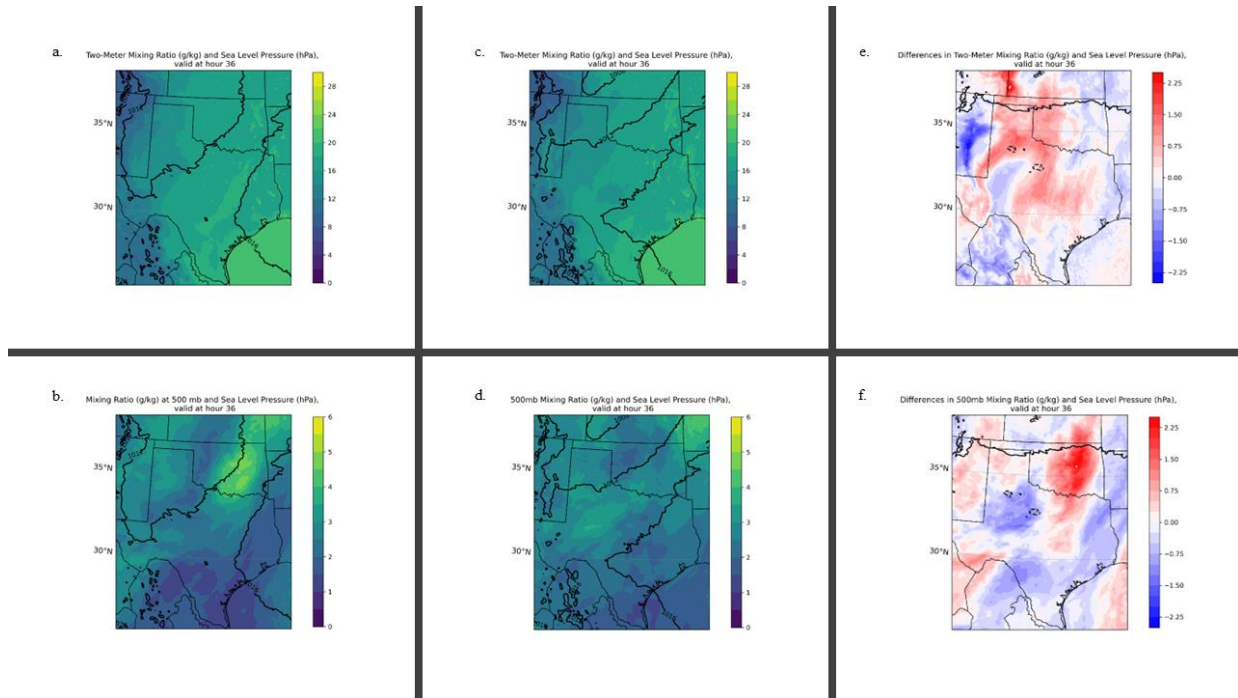 a.
Two-Meter Mixing Ratio (g/kg) and Sea Level Pressure (hPa),
valid at hour 36
35°N
30°N
1016
28
24
20
16
12
8
4
0
c.
Two-Meter Mixing Ratio (g/kg) and Sea Level Pressure (hPa),
valid at hour 36
1012
1016
28
24
20
16
12
8
4
0
e.
Differences in Two-Meter Mixing Ratio (g/kg) and Sea Level Pressure (hPa),
valid at hour 36
35°N
30°N
2.25
1.50
0.75
0.00
-0.75
-1.50
-2.25
b.
Mixing Ratio (g/kg) at 500 mb and Sea Level Pressure (hPa),
valid at hour 36
35°N
30°N
6
5
4
3
2
1
0
d.
500mb Mixing Ratio (g/kg) and Sea Level Pressure (hPa),
valid at hour 36
6
5
4
3
2
1
0
f.
Differences in 500mb Mixing Ratio (g/kg) and Sea Level Pressure (hPa),
valid at hour 36
35°N
30°N
2.25
1.50
0.75
0.00
-0.75
-1.50
-2.25